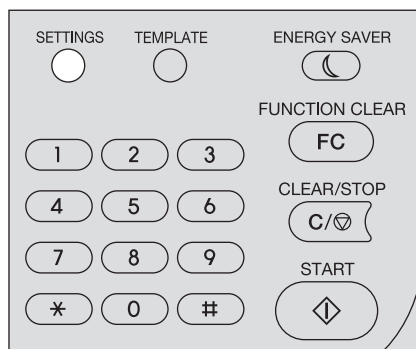 SETTINGS TEMPLATE ENERGY SAVER
FUNCTION CLEAR
FC
1 2 3
CLEAR/STOP
4 5 6
C/
7 8 9
START
* 0 #